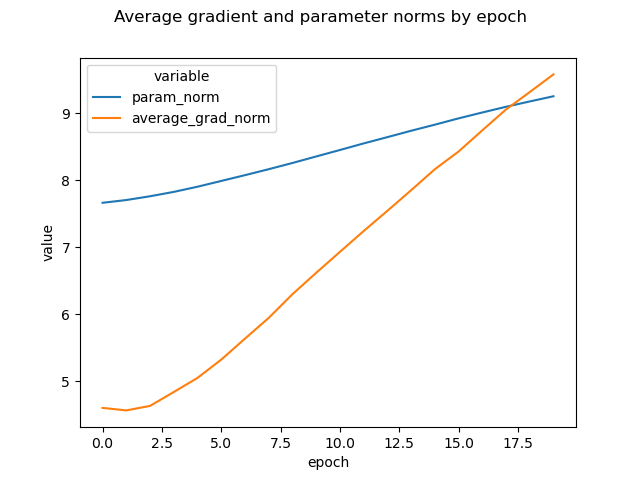 Average gradient and parameter norms by epoch
variable
param_norm
average_grad_norm
value
9
8
7
6
5
0.0 2.5 5.0 7.5 10.0 12.5 15.0 17.5
epoch